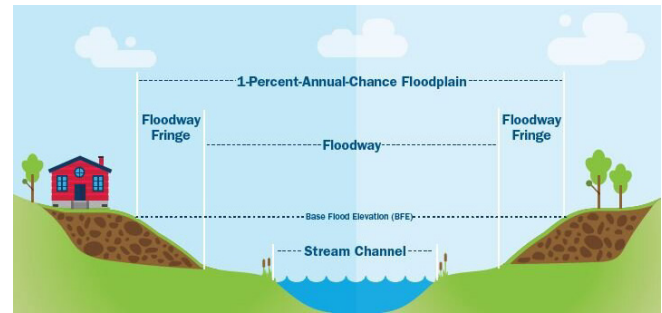 1-Percent-Annual-Chance Floodplain
Floodway
Fringe
Floodway
Floodway
Fringe
Base Flood Elevation (BFE)
Stream Channel